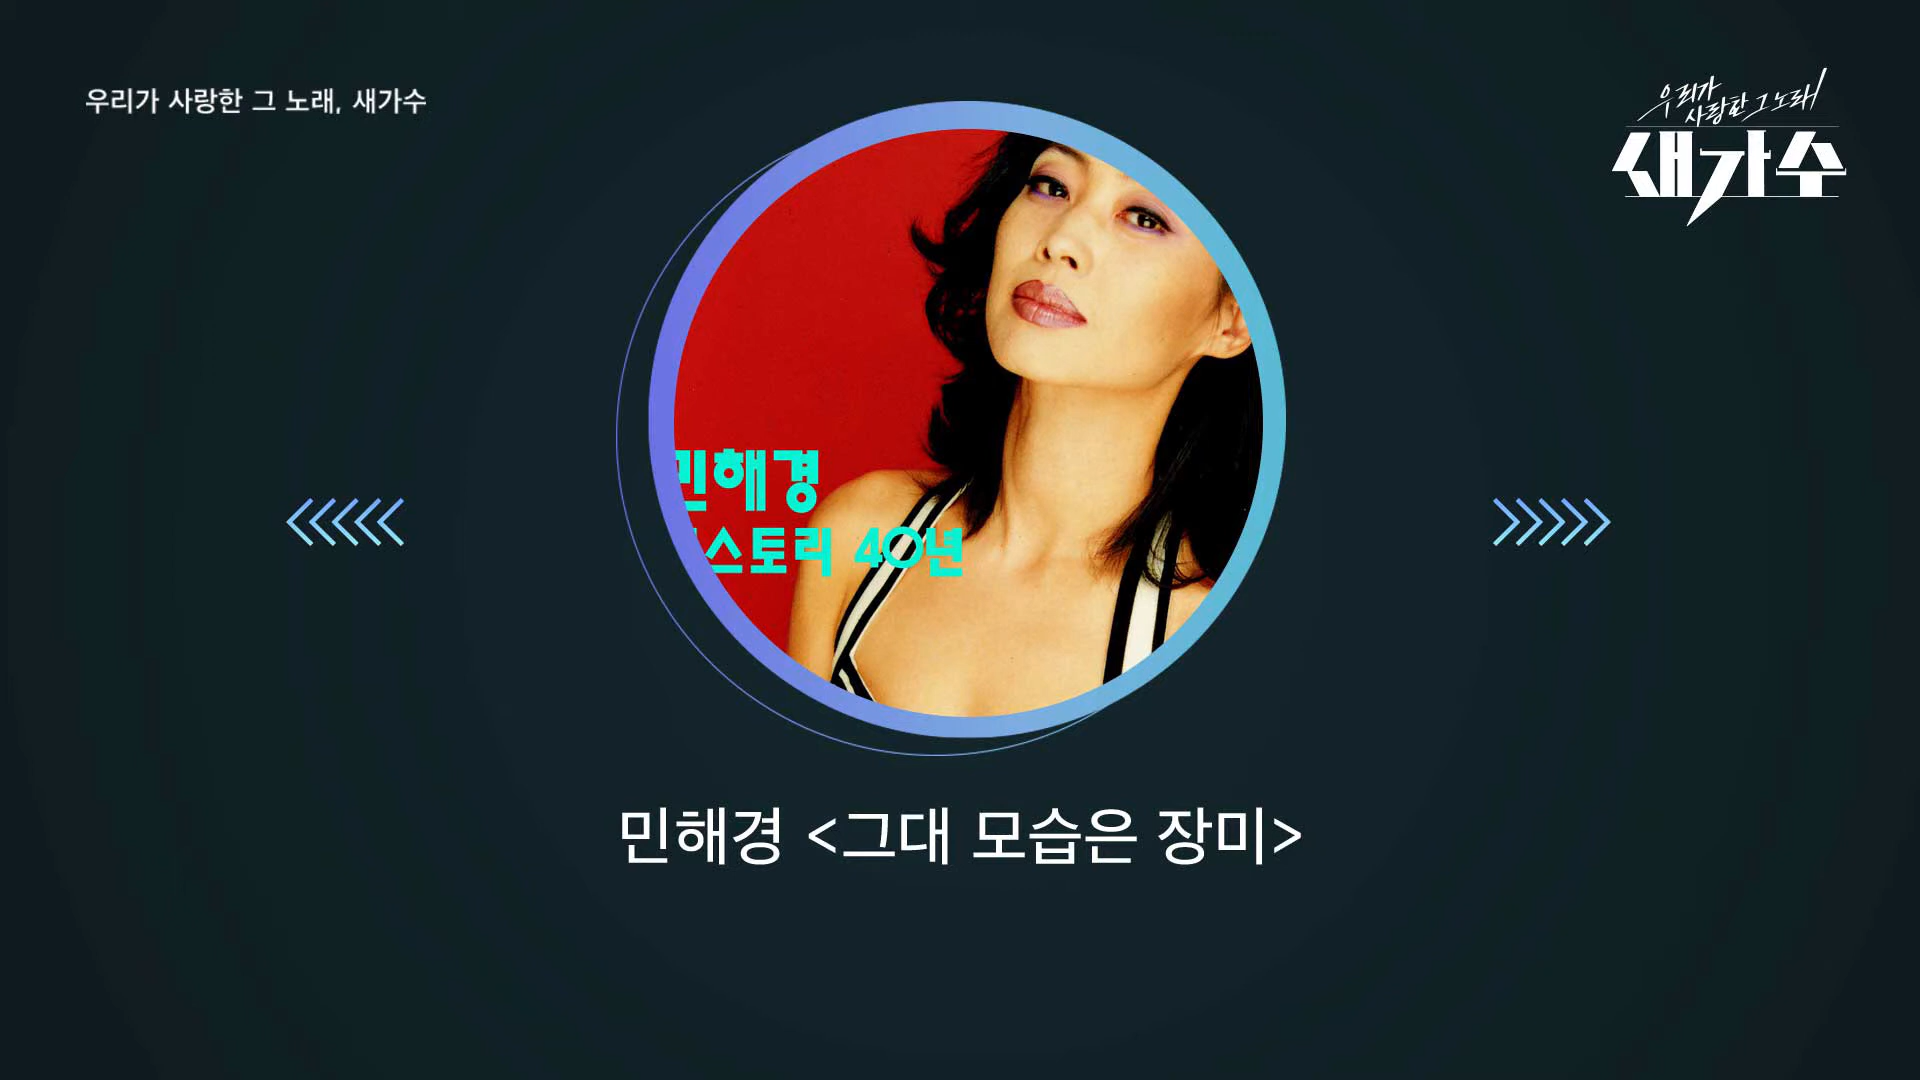 우리가 사랑한 그 노래, 새가수
우리가
사랑한 그 노래
새가수
민해경
스토리 40년
민해경 <그대 모습은 장미>